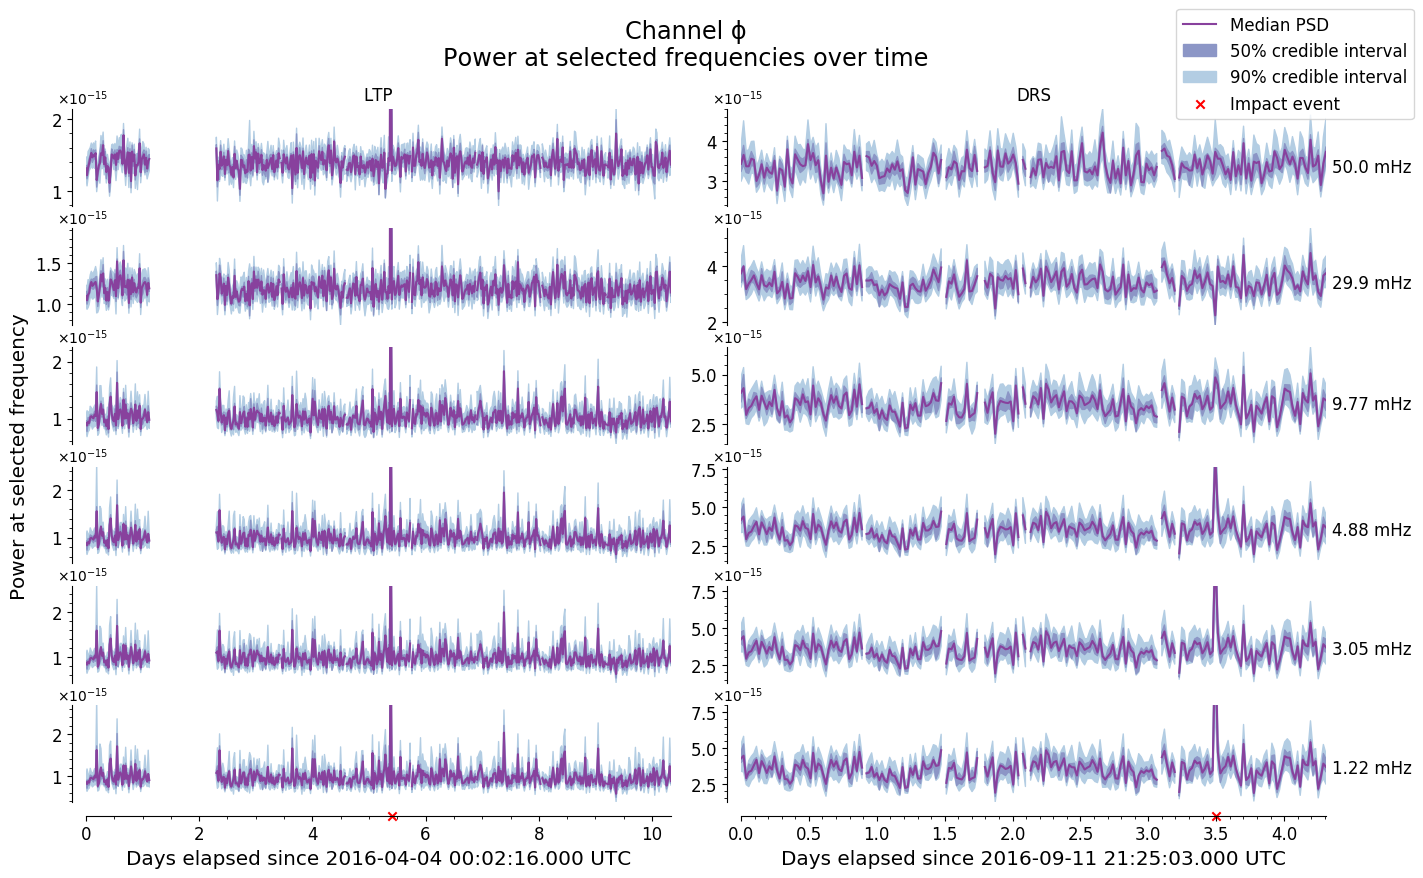 Channel ϕ
Power at selected frequencies over time
Median PSD
50% credible interval
90% credible interval
Impact event
LTP
DRS
Power at selected frequency
×10⁻¹⁵
2
1
×10⁻¹⁵
4
3
50.0 mHz
×10⁻¹⁵
1.5
1.0
×10⁻¹⁵
4
2
29.9 mHz
×10⁻¹⁵
2
1
×10⁻¹⁵
5.0
2.5
9.77 mHz
×10⁻¹⁵
2
1
×10⁻¹⁵
7.5
5.0
2.5
4.88 mHz
×10⁻¹⁵
2
1
×10⁻¹⁵
7.5
5.0
2.5
3.05 mHz
×10⁻¹⁵
2
1
×10⁻¹⁵
7.5
5.0
2.5
1.22 mHz
0 2 4 6 8 10
0.0 0.5 1.0 1.5 2.0 2.5 3.0 3.5 4.0
Days elapsed since 2016-04-04 00:02:16.000 UTC
Days elapsed since 2016-09-11 21:25:03.000 UTC